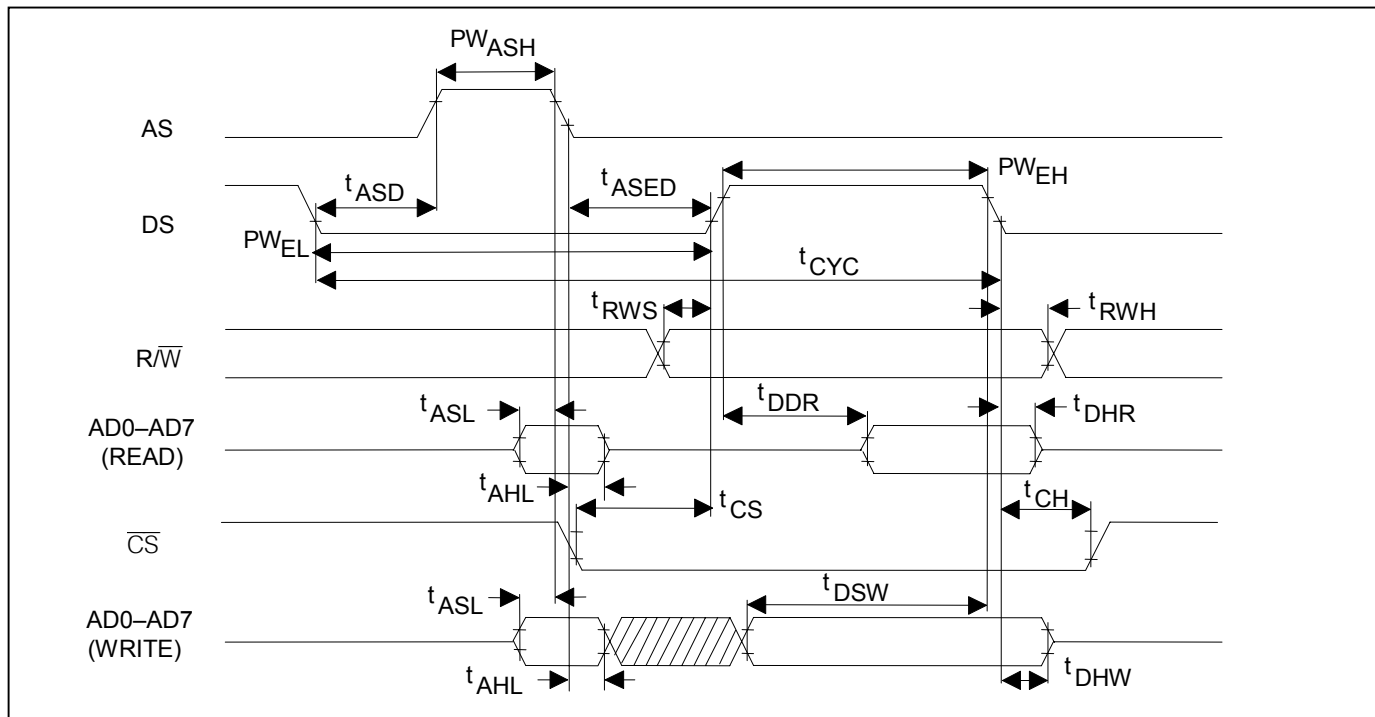 PWASH
AS
tASD
tASED
PWEH
DS
PWEL
tCYC
tRWS
tRWH
R/W̅
tASL
tDDR
tDHR
AD0–AD7
(READ)
tAHL
tCS
tCH
C̅S̅
tASL
tDSW
AD0–AD7
(WRITE)
tAHL
tDHW